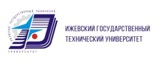 ИЖЕВСКИЙ ГОСУДАРСТВЕННЫЙ
ТЕХНИЧЕСКИЙ УНИВЕРСИТЕТ